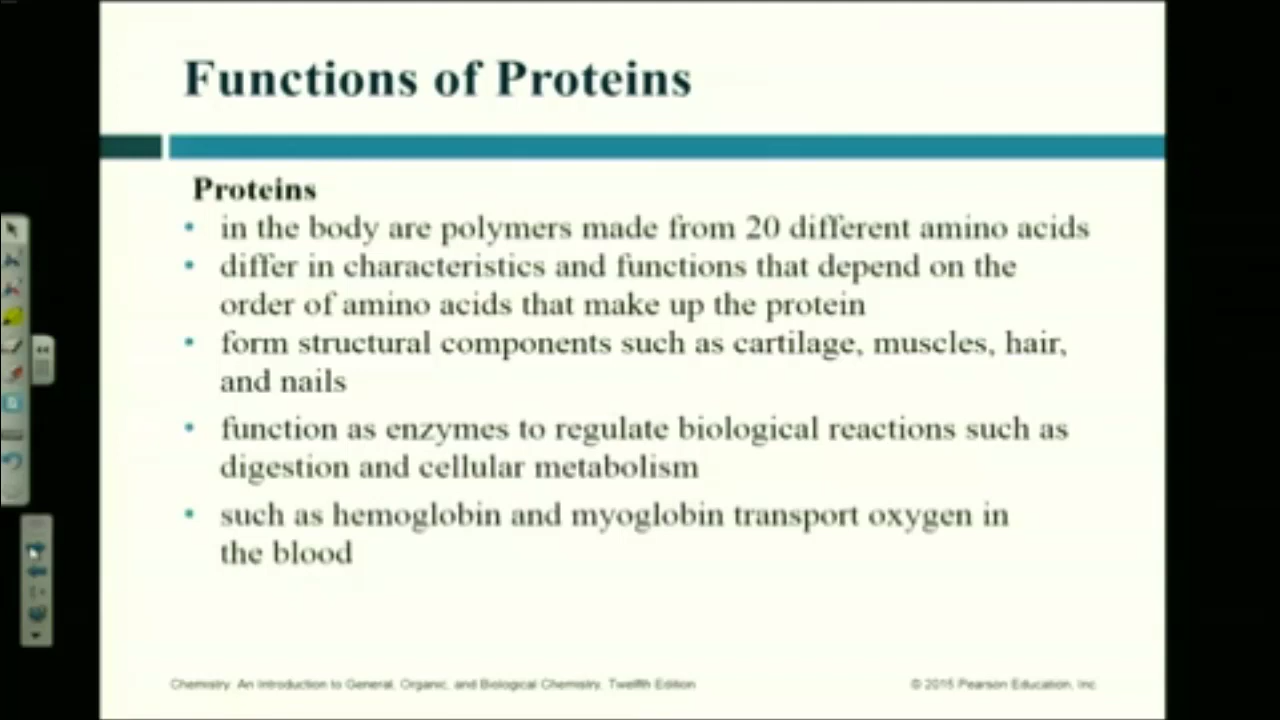 Functions of Proteins
Proteins
• in the body are polymers made from 20 different amino acids
• differ in characteristics and functions that depend on the
order of amino acids that make up the protein
• form structural components such as cartilage, muscles, hair,
and nails
• function as enzymes to regulate biological reactions such as
digestion and cellular metabolism
• such as hemoglobin and myoglobin transport oxygen in
the blood
Chemistry: An Introduction to General, Organic, and Biological Chemistry, Twelfth Edition
© 2015 Pearson Education, Inc.